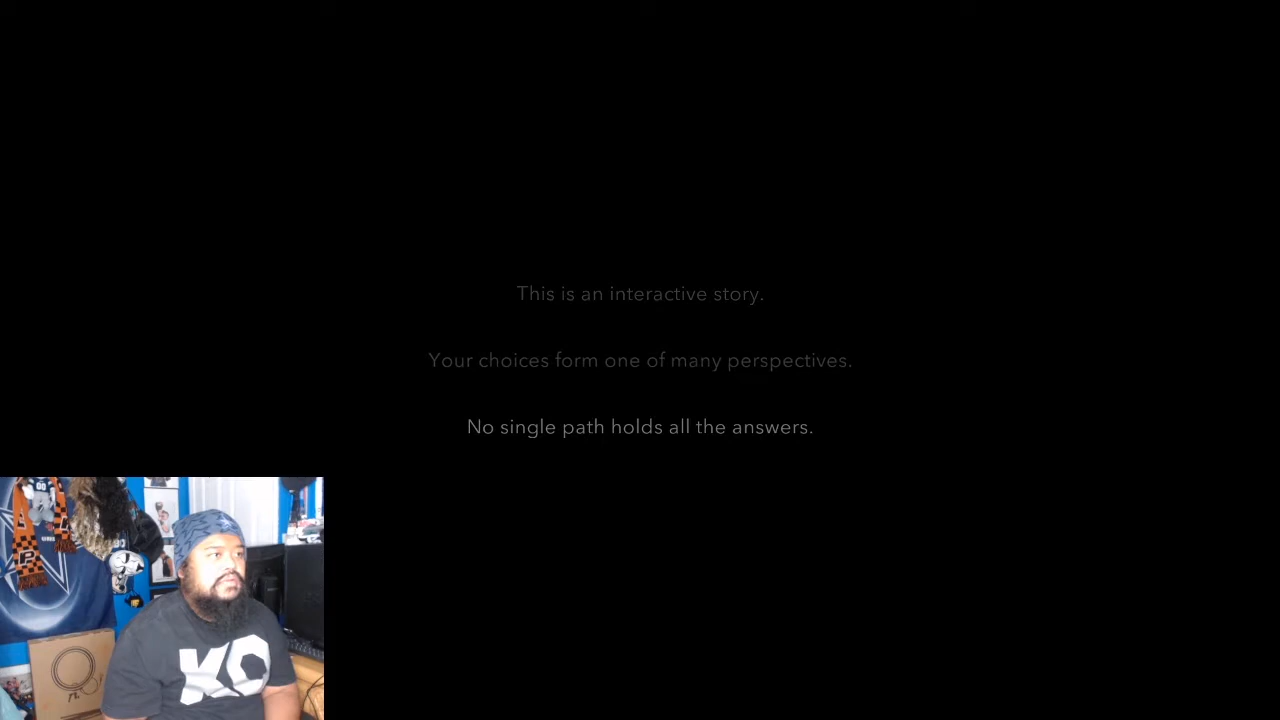 This is an interactive story.
Your choices form one of many perspectives.
No single path holds all the answers.
KO
P